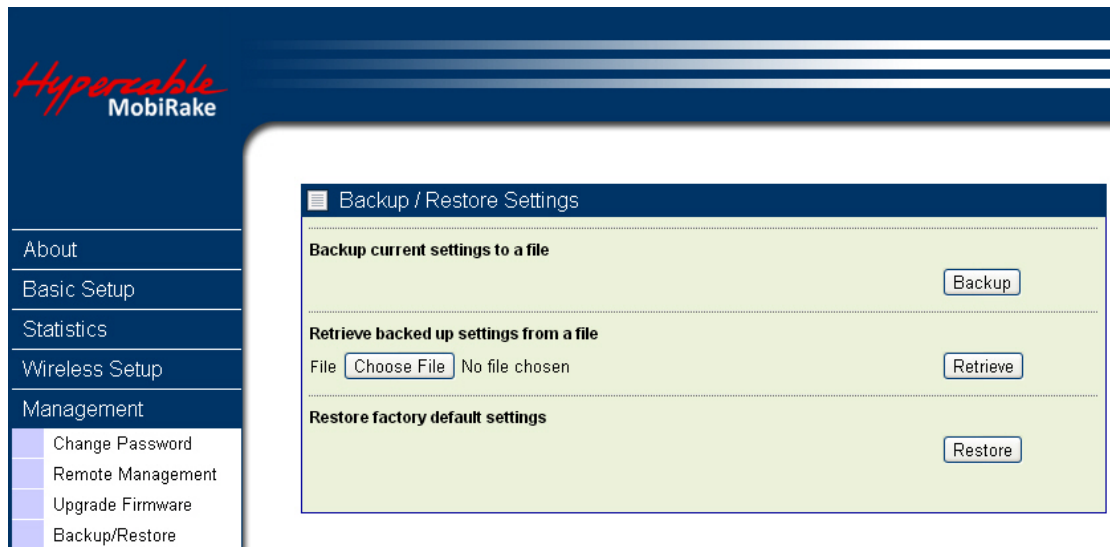 Hypercable
MobiRake
About
Basic Setup
Statistics
Wireless Setup
Management
Change Password
Remote Management
Upgrade Firmware
Backup/Restore
Backup / Restore Settings
Backup current settings to a file
Backup
Retrieve backed up settings from a file
File Choose File No file chosen Retrieve
Restore factory default settings
Restore